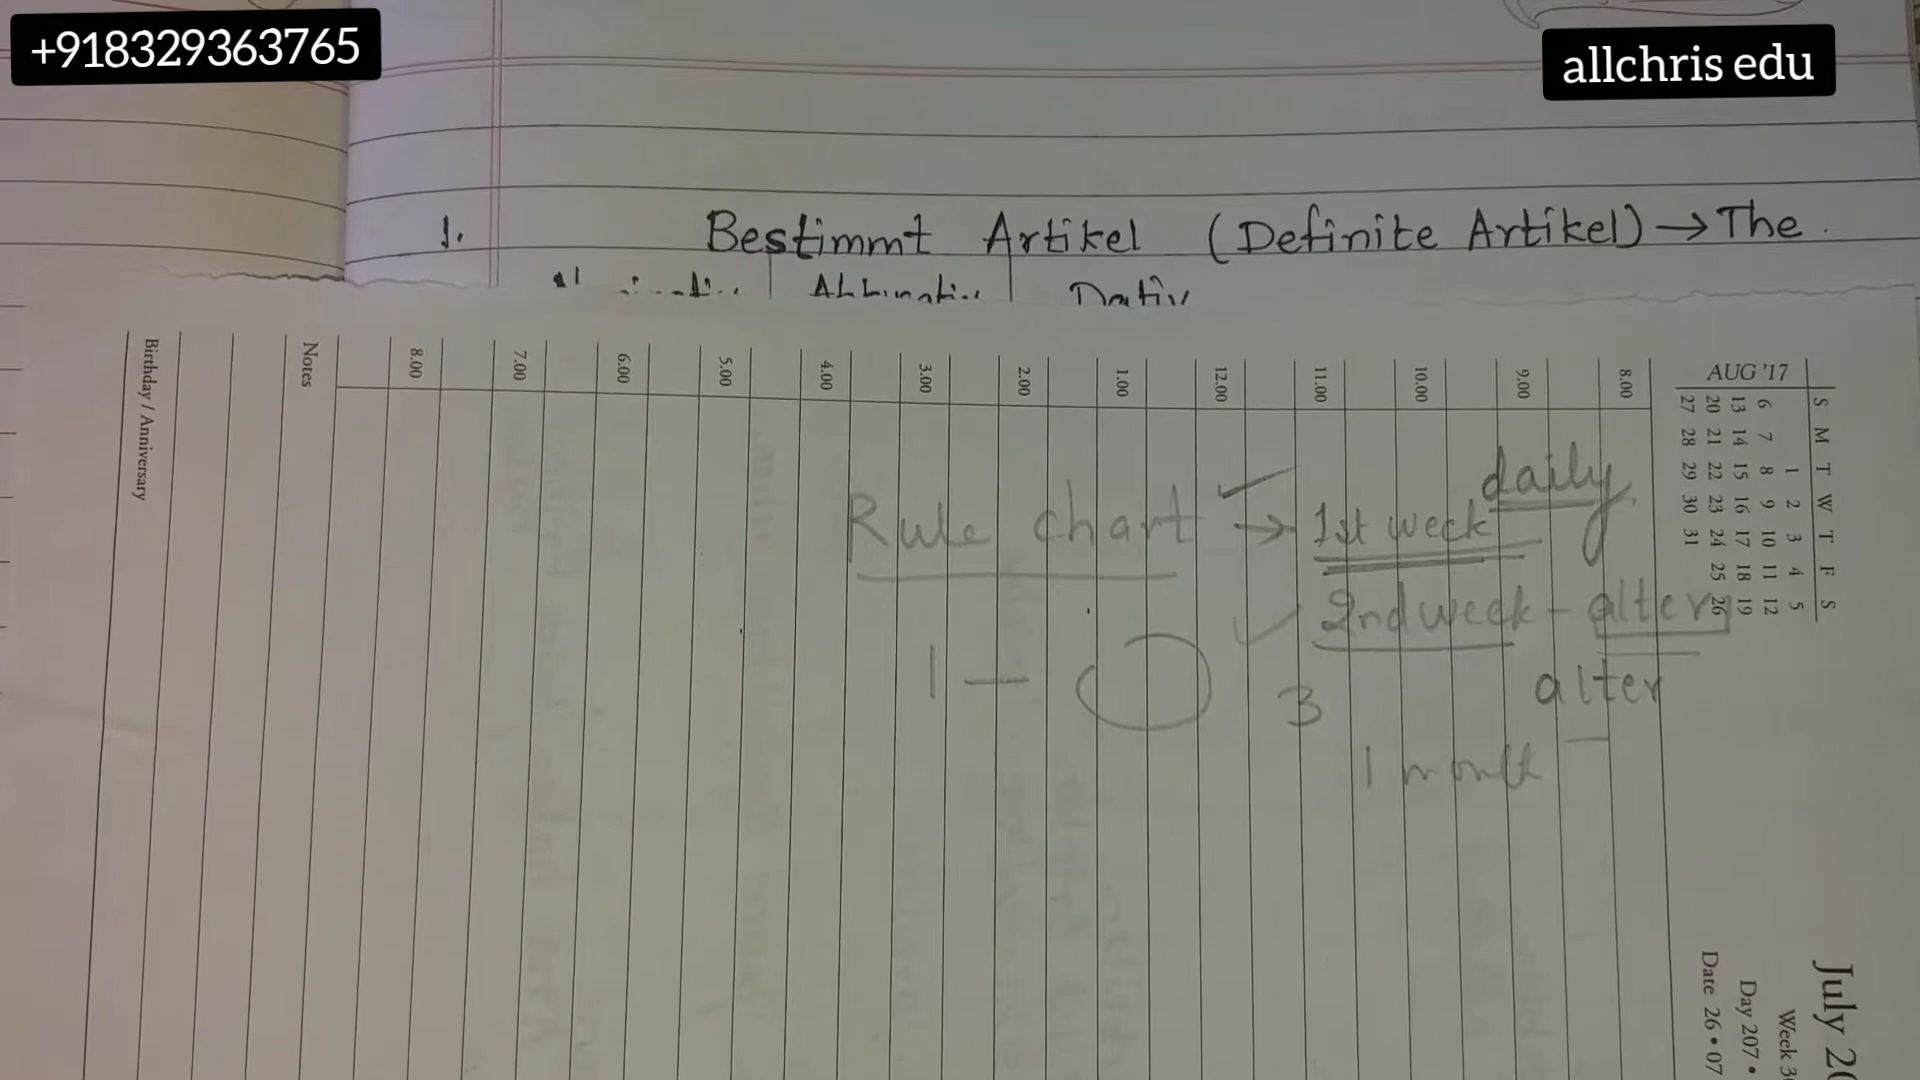 +918329363765
allchris edu
1. Bestimmt Artikel (Definite Artikel) → The.
Akkinativ Dativ
AUG '17
S M T W T F S
1 2 3 4 5
6 7 8 9 10 11 12
13 14 15 16 17 18 19
20 21 22 23 24 25 26
27 28 29 30 31
8.00
9.00
10.00
11.00
12.00
1.00
2.00
3.00
4.00
5.00
6.00
7.00
8.00
Notes
Birthday / Anniversary
daily
Rule chart → 1st week
2nd week - altern
1 — 3 alter
1 month
July
Week
Day 207 •
Date 26 • 07